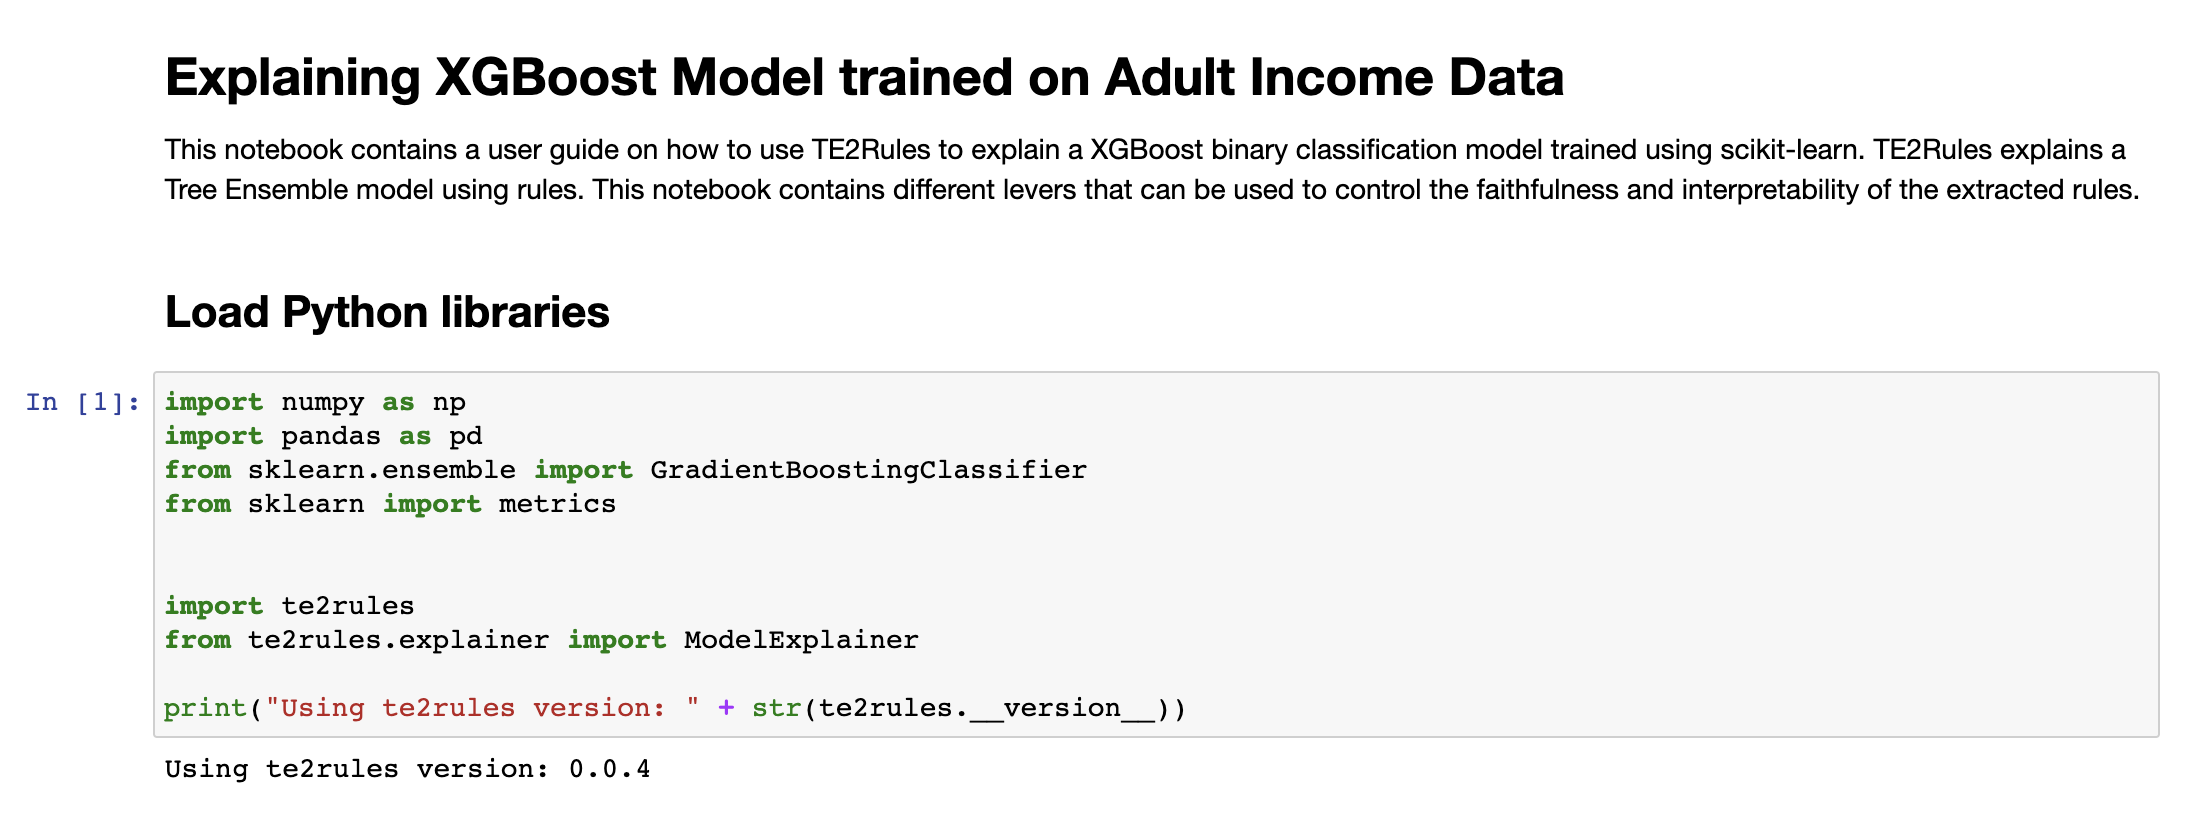 Explaining XGBoost Model trained on Adult Income Data
This notebook contains a user guide on how to use TE2Rules to explain a XGBoost binary classification model trained using scikit-learn. TE2Rules explains a
Tree Ensemble model using rules. This notebook contains different levers that can be used to control the faithfulness and interpretability of the extracted rules.
Load Python libraries
In [1]:
import numpy as np
import pandas as pd
from sklearn.ensemble import GradientBoostingClassifier
from sklearn import metrics
import te2rules
from te2rules.explainer import ModelExplainer
print("Using te2rules version: " + str(te2rules.__version__))
Using te2rules version: 0.0.4